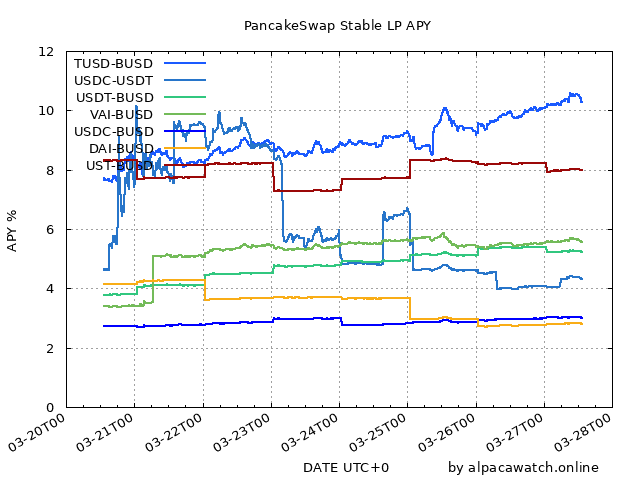 PancakeSwap Stable LP APY
12
10
8
6
4
2
0
APY %
TUSD-BUSD
USDC-USDT
USDT-BUSD
VAI-BUSD
USDC-BUSD
DAI-BUSD
UST-BUSD
03-20T00
03-21T00
03-22T00
03-23T00
03-24T00
03-25T00
03-26T00
03-27T00
03-28T00
DATE UTC+0
by alpacawatch.online